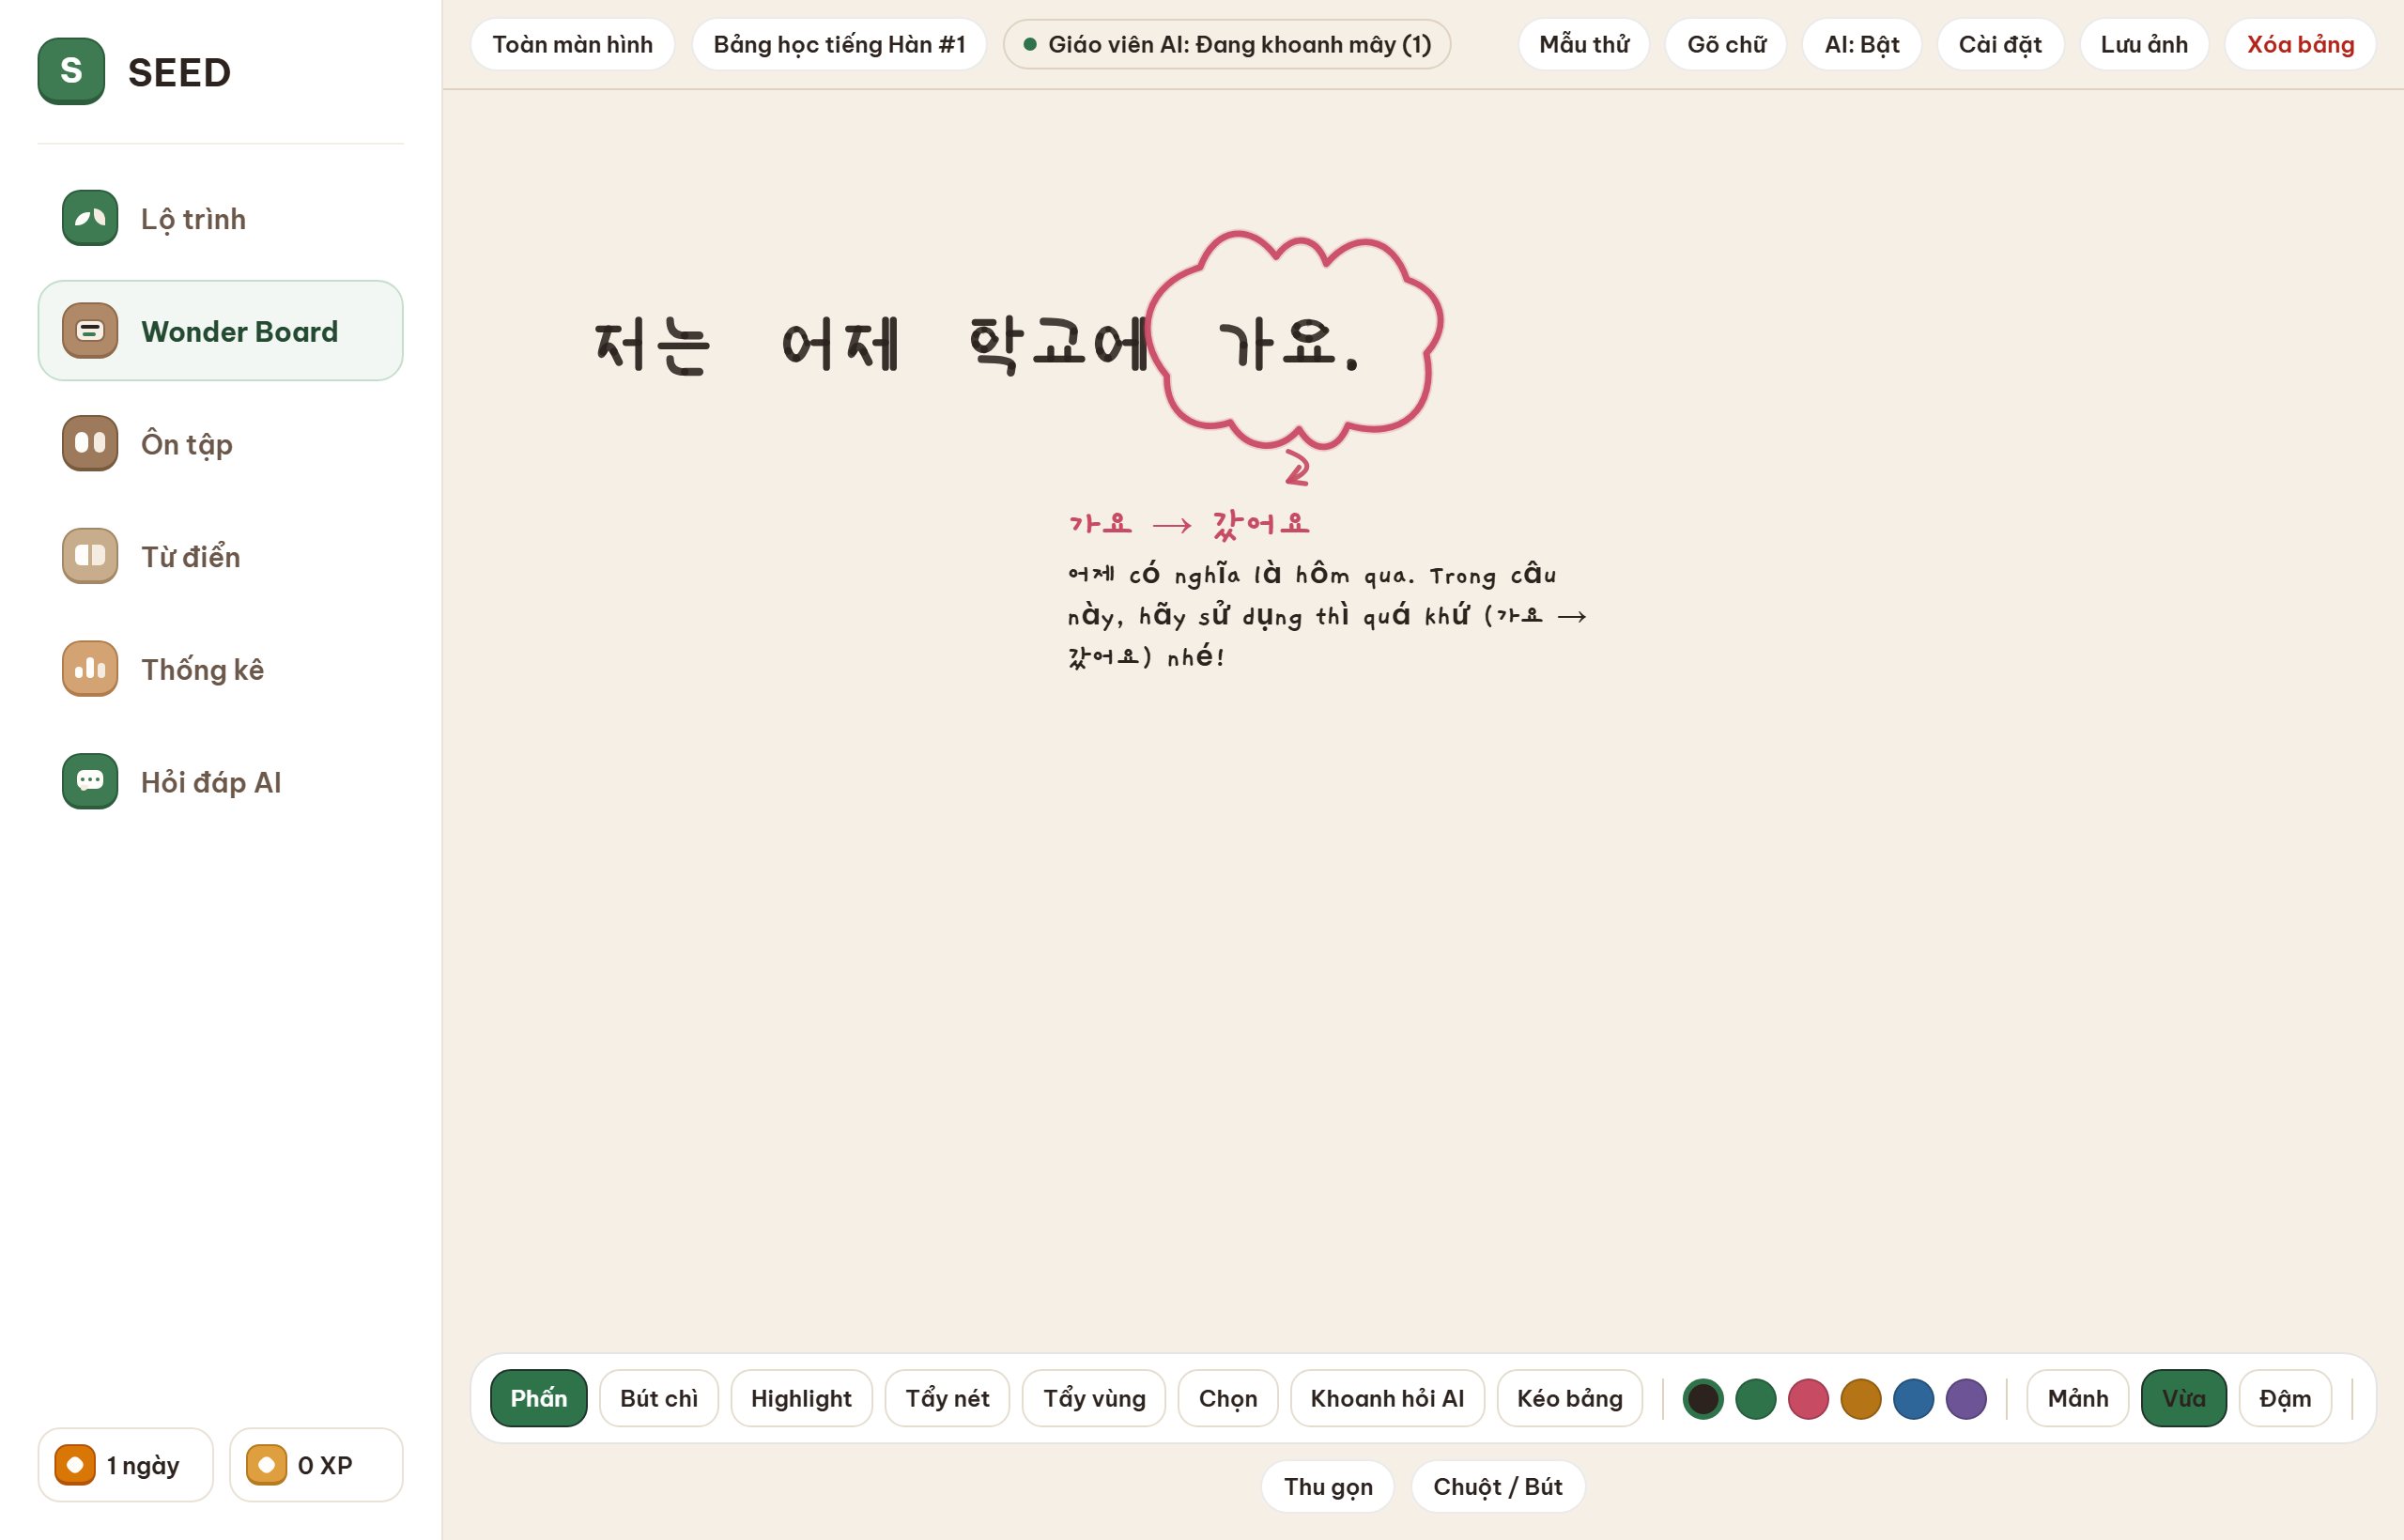 S SEED
Lộ trình
Wonder Board
Ôn tập
Từ điển
Thống kê
Hỏi đáp AI
1 ngày
0 XP
Toàn màn hình
Bảng học tiếng Hàn #1
Giáo viên AI: Đang khoanh mây (1)
Mẫu thử
Gõ chữ
AI: Bật
Cài đặt
Lưu ảnh
Xóa bảng
저는 어제 학교에 가요.
가요 → 갔어요
어제 có nghĩa là hôm qua. Trong câu
này, hãy sử dụng thì quá khứ (가요 →
갔어요) nhé!
Phấn
Bút chì
Highlight
Tẩy nét
Tẩy vùng
Chọn
Khoanh hỏi AI
Kéo bảng
Mảnh
Vừa
Đậm
Thu gọn
Chuột / Bút